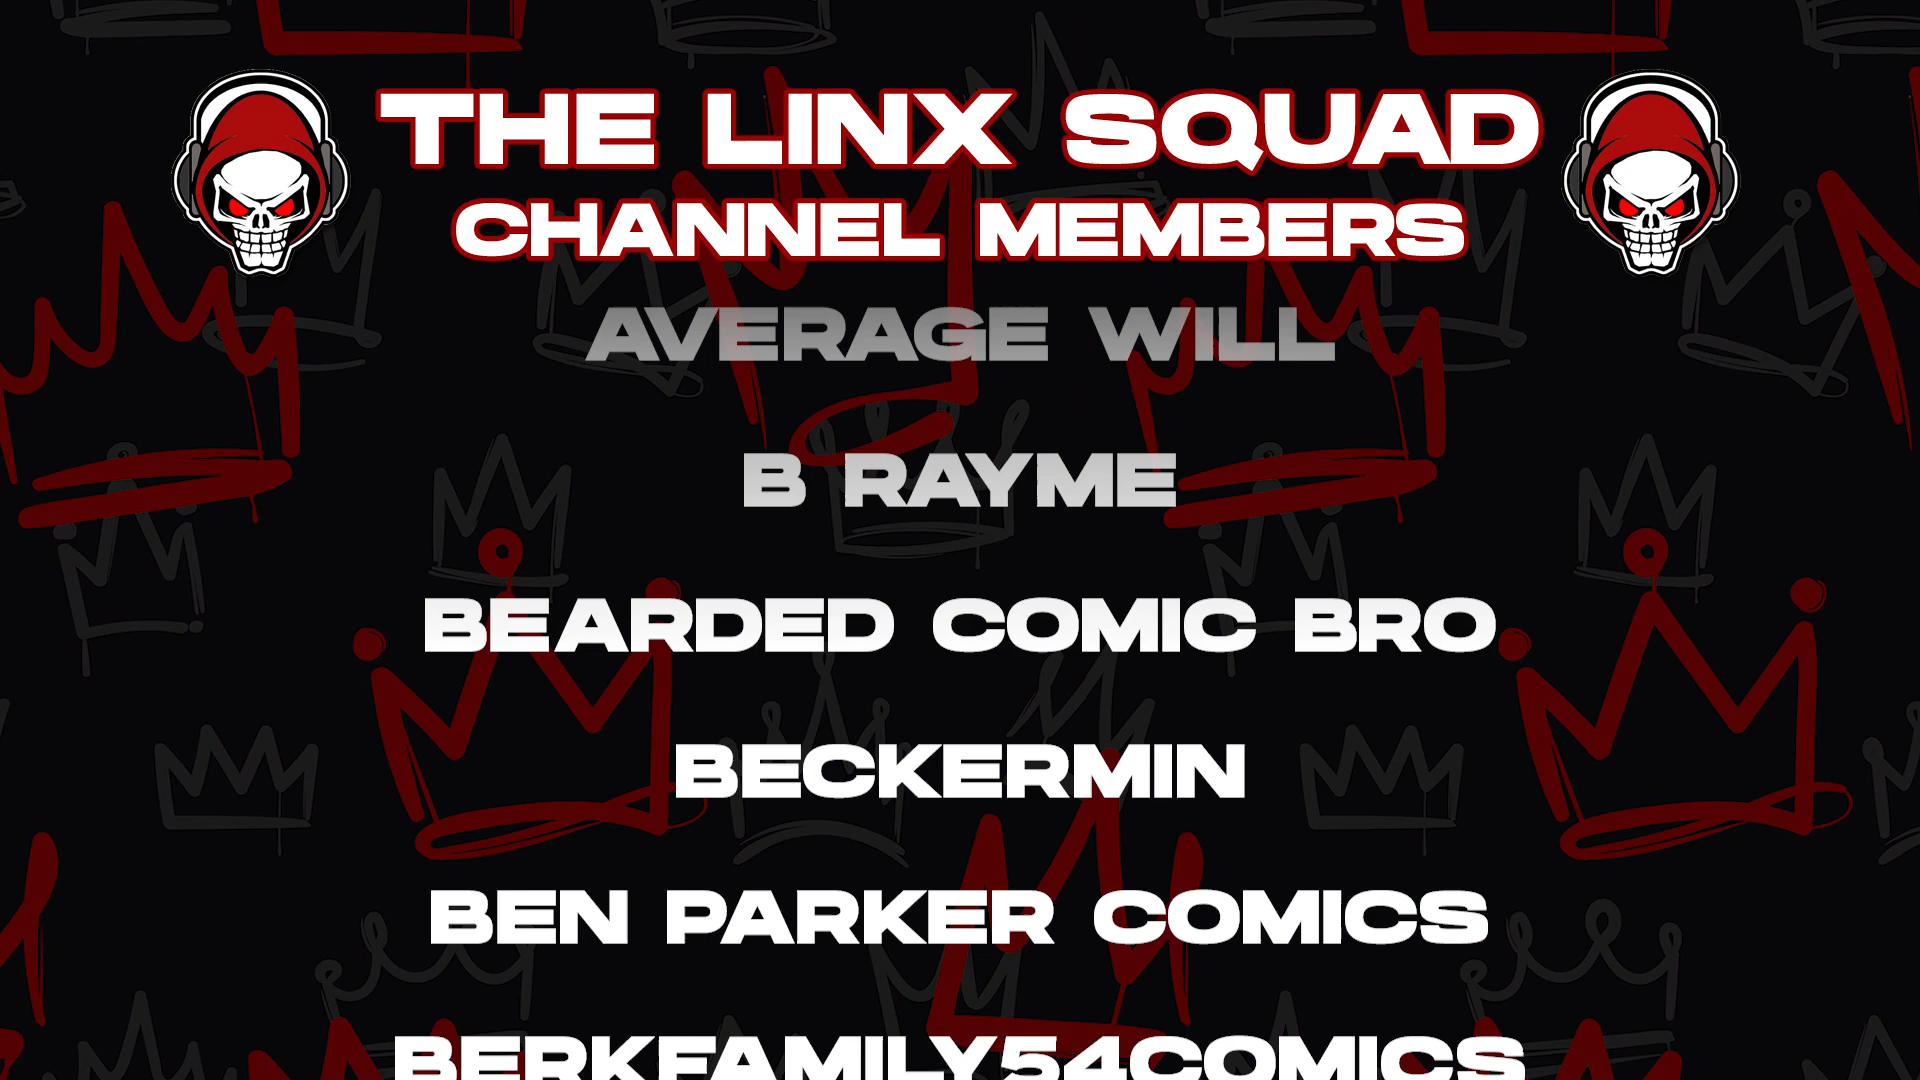 THE LINX SQUAD
CHANNEL MEMBERS
AVERAGE WILL
B RAYME
BEARDED COMIC BRO
BECKERMIN
BEN PARKER COMICS
BERKFAMILY54COMICS